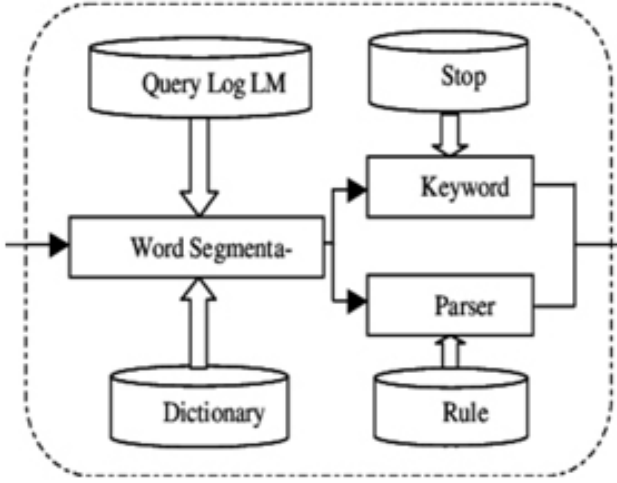 Query Log LM
Stop
Keyword
Word Segmenta-
Parser
Dictionary
Rule